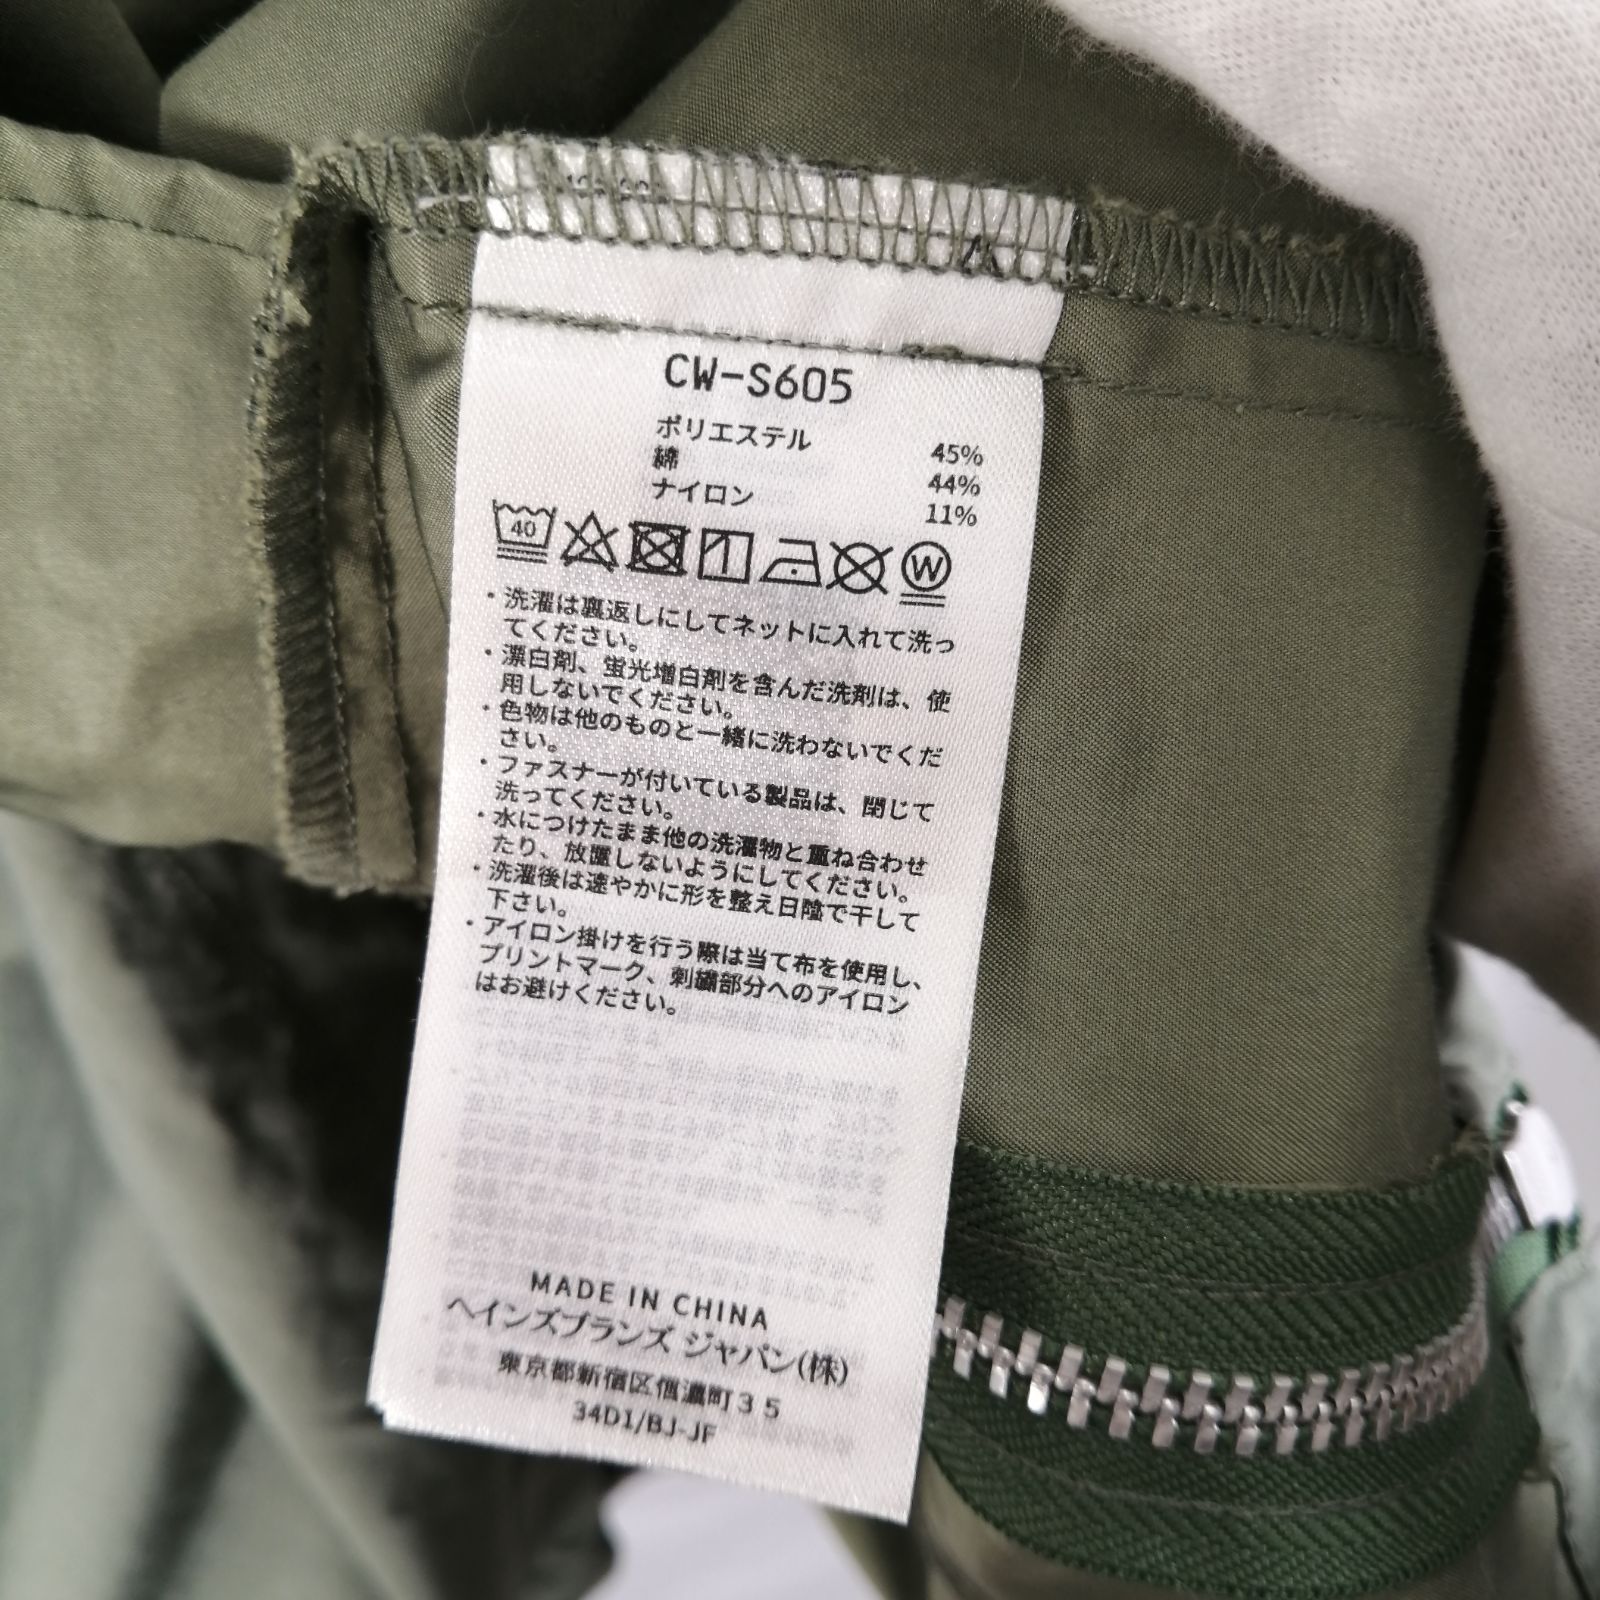 CW-S605
ポリエステル 45%
綿 44%
ナイロン 11%
40 W
・洗濯は裏返しにしてネットに入れて洗っ
てください。
・漂白剤、蛍光増白剤を含んだ洗剤は、使
用しないでください。
・色物は他のものと一緒に洗わないでくだ
さい。
・ファスナーが付いている製品は、閉じて
洗ってください。
・水につけたまま他の洗濯物と重ね合わせ
たり、放置しないようにしてください。
・洗濯後は速やかに形を整え日陰で干して
下さい。
・アイロン掛けを行う際は当て布を使用し、
プリントマーク、刺繍部分へのアイロン
はお避けください。
MADE IN CHINA
ヘインズブランズ ジャパン(株)
東京都新宿区信濃町35
34D1/BJ-JF